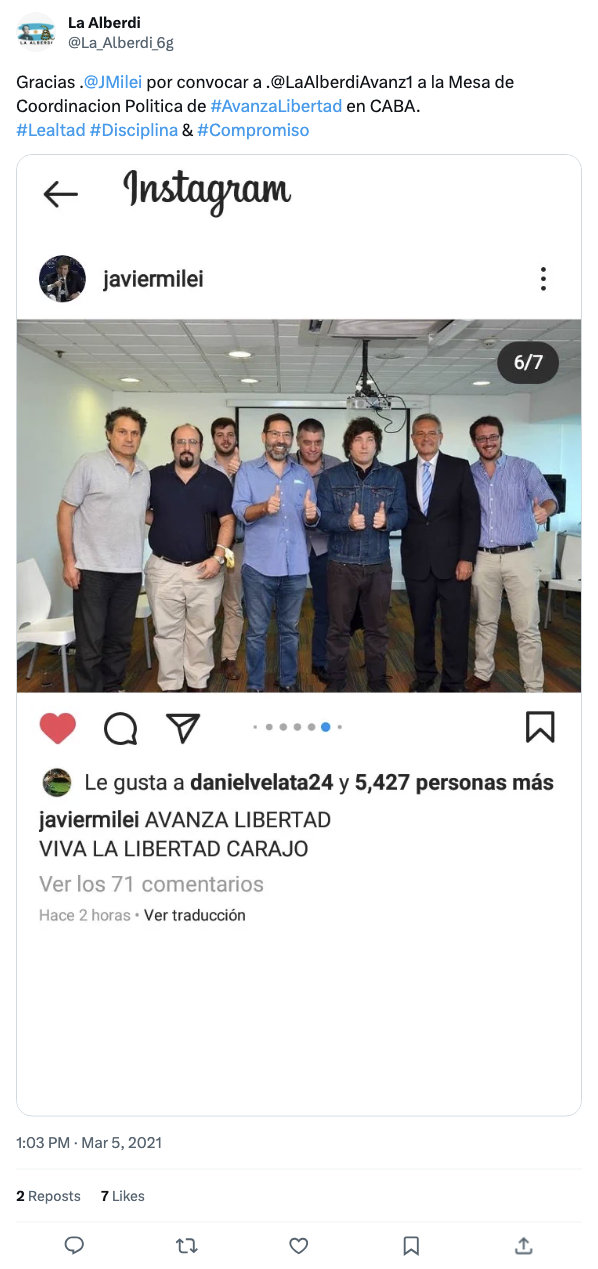 La Alberdi
@La_Alberdi_6g
Gracias .@JMilei por convocar a .@LaAlberdiAvanz1 a la Mesa de
Coordinacion Politica de #AvanzaLibertad en CABA.
#Lealtad #Disciplina & #Compromiso
Instagram
javiermilei
6/7
Le gusta a danielvelata24 y 5,427 personas más
javiermilei AVANZA LIBERTAD
VIVA LA LIBERTAD CARAJO
Ver los 71 comentarios
Hace 2 horas • Ver traducción
1:03 PM · Mar 5, 2021
2 Reposts 7 Likes